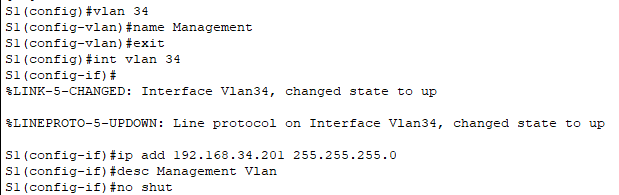 S1(config)#vlan 34
S1(config-vlan)#name Management
S1(config-vlan)#exit
S1(config)#int vlan 34
S1(config-if)#
%LINK-5-CHANGED: Interface Vlan34, changed state to up
%LINEPROTO-5-UPDOWN: Line protocol on Interface Vlan34, changed state to up
S1(config-if)#ip add 192.168.34.201 255.255.255.0
S1(config-if)#desc Management Vlan
S1(config-if)#no shut